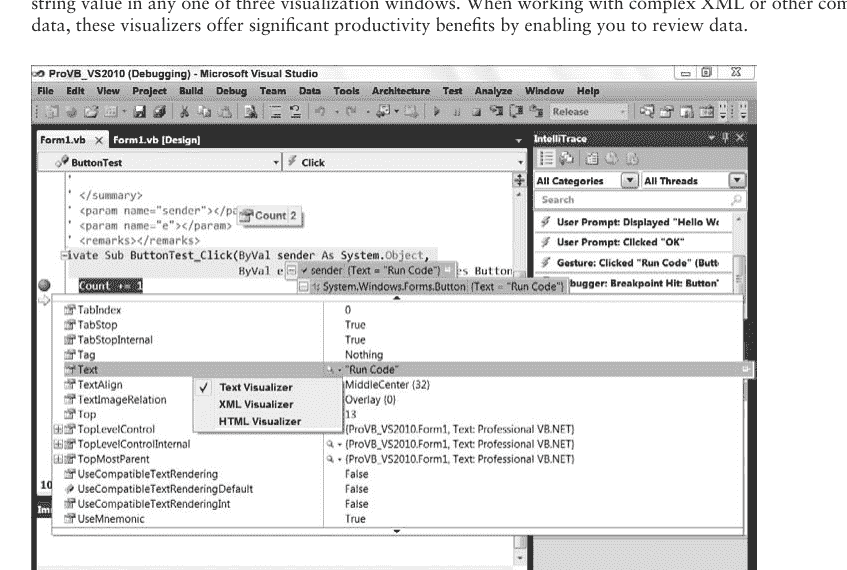 string value in any one of three visualization windows. When working with complex XML or other com
data, these visualizers offer significant productivity benefits by enabling you to review data.
ProVB_VS2010 (Debugging) - Microsoft Visual Studio
File Edit View Project Build Debug Team Data Tools Architecture Test Analyze Window Help
Release
Form1.vb Form1.vb [Design]
IntelliTrace
ButtonTest Click
All Categories All Threads
Search
'
' </summary>
' <param name="sender"></pa
Count 2
' <param name="e"></param>
' <remarks></remarks>
ivate Sub ButtonTest_Click(ByVal sender As System.Object,
ByVal e
sender {Text = "Run Code"}
s Button
Count += 1
System.Windows.Forms.Button {Text = "Run Code"}
User Prompt: Displayed "Hello Wo
User Prompt: Clicked "OK"
Gesture: Clicked "Run Code" (Butt
bugger: Breakpoint Hit: Button
TabIndex 0
TabStop True
TabStopInternal True
Tag Nothing
Text "Run Code"
TextAlign MiddleCenter {32}
TextImageRelation Overlay {0}
Top 13
Text Visualizer
XML Visualizer
HTML Visualizer
TopLevelControl {ProVB_VS2010.Form1, Text: Professional VB.NET}
TopLevelControlInternal {ProVB_VS2010.Form1, Text: Professional VB.NET}
TopMostParent {ProVB_VS2010.Form1, Text: Professional VB.NET}
UseCompatibleTextRendering False
UseCompatibleTextRenderingDefault False
UseCompatibleTextRenderingInt False
UseMnemonic True
10